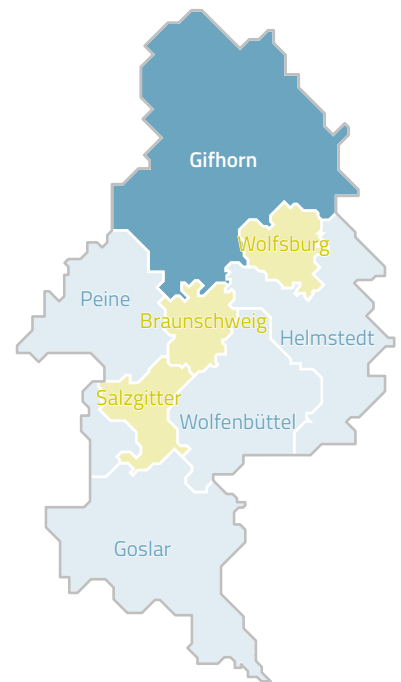 Gifhorn
Wolfsburg
Peine
Braunschweig
Helmstedt
Salzgitter
Wolfenbüttel
Goslar